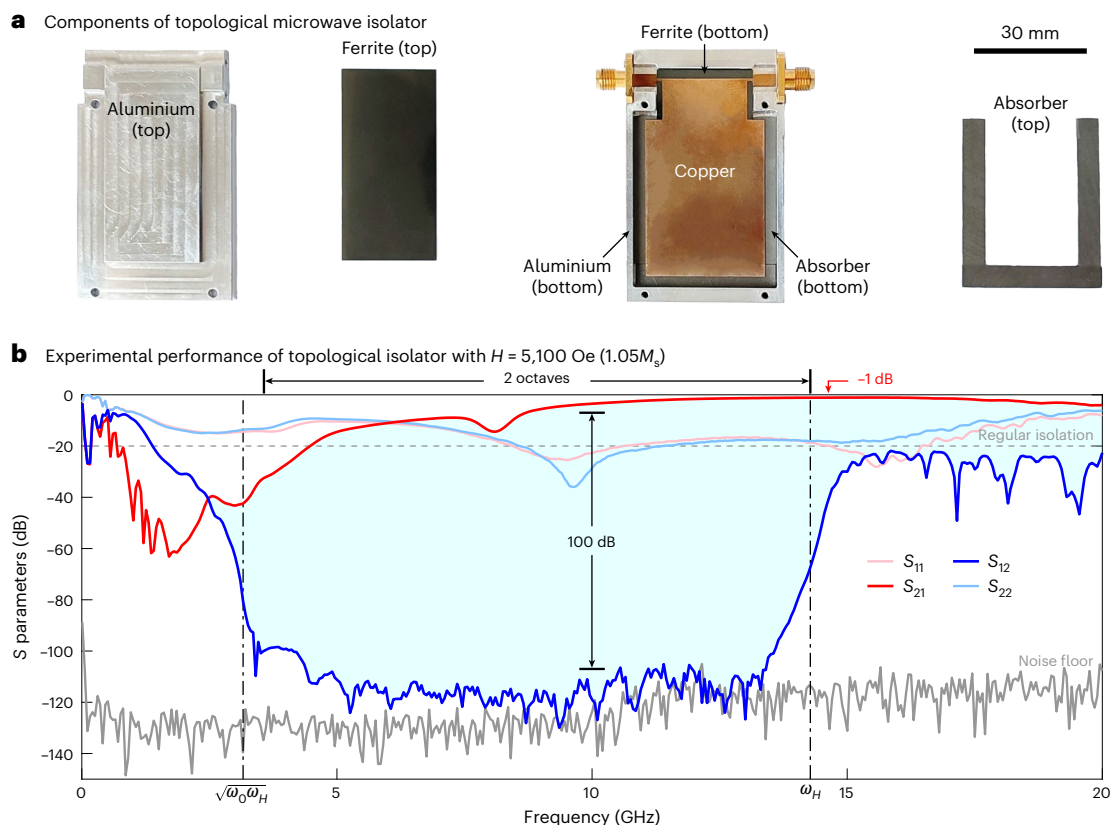 a Components of topological microwave isolator
Ferrite (top)
Ferrite (bottom)
30 mm
Aluminium
(top)
Absorber
(top)
Copper
Aluminium
(bottom)
Absorber
(bottom)
b Experimental performance of topological isolator with H = 5,100 Oe (1.05Mₛ)
2 octaves
−1 dB
0
−20
−40
−60
−80
−100
−120
−140
S parameters (dB)
Regular isolation
100 dB
S₁₁ S₁₂
S₂₁ S₂₂
Noise floor
0 √ω₀ω_H 5 10 ω_H 15 20
Frequency (GHz)